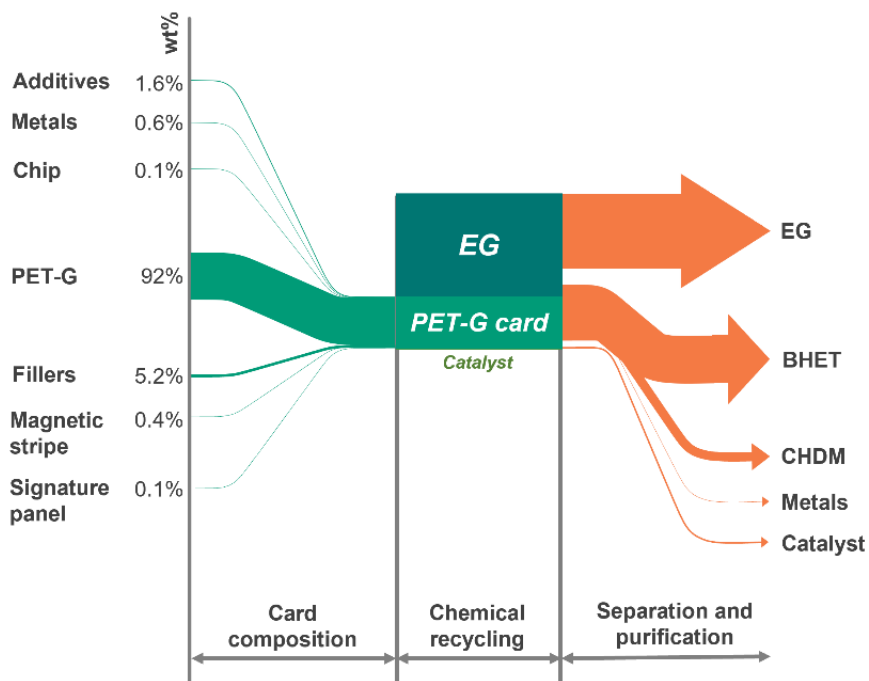 wt%
Additives 1.6%
Metals 0.6%
Chip 0.1%
PET-G 92%
Fillers 5.2%
Magnetic
stripe 0.4%
Signature
panel 0.1%
EG
PET-G card
Catalyst
EG
BHET
CHDM
Metals
Catalyst
Card
composition
Chemical
recycling
Separation and
purification